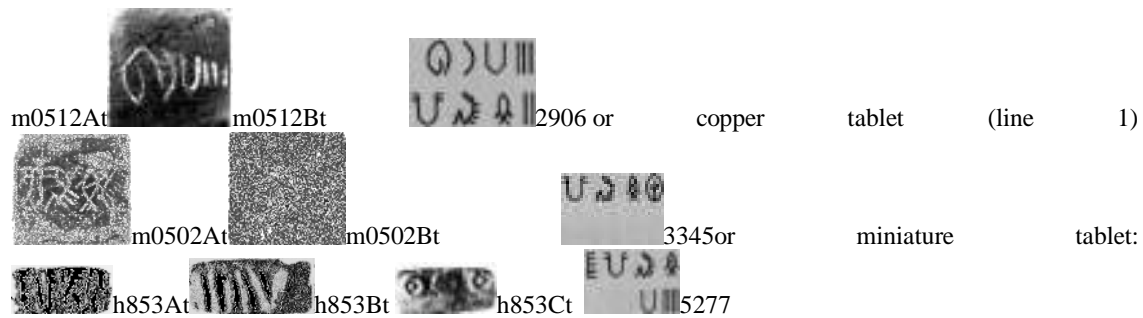 m0512At m0512Bt 2906 or copper tablet (line 1)
m0502At m0502Bt 3345or miniature tablet:
h853At h853Bt h853Ct 5277